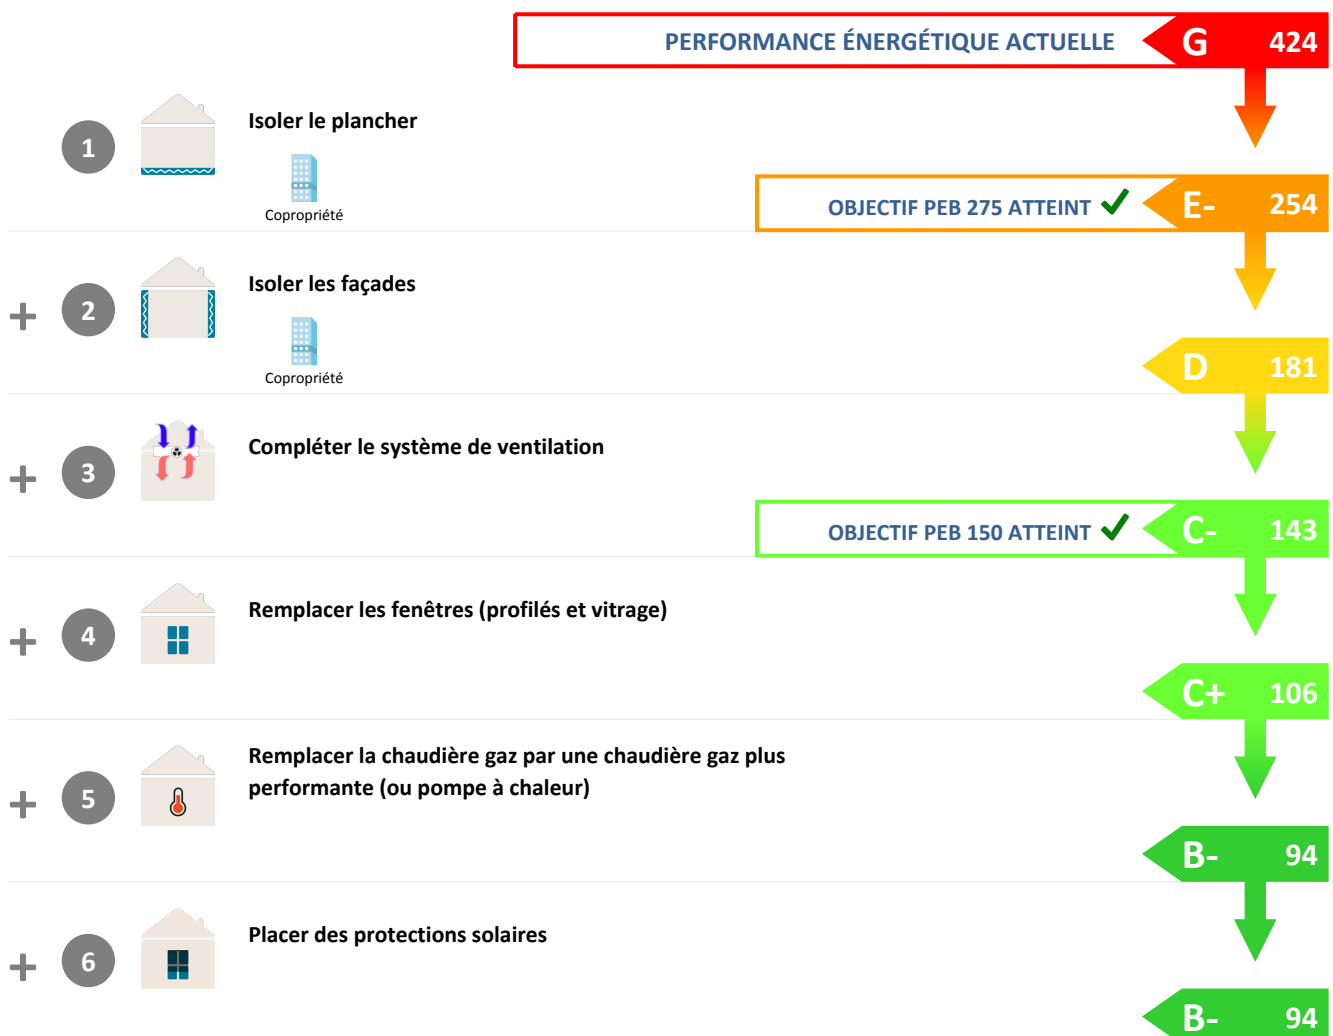 PERFORMANCE ÉNERGÉTIQUE ACTUELLE G 424
1 Isoler le plancher
Copropriété
OBJECTIF PEB 275 ATTEINT E- 254
+ 2 Isoler les façades
Copropriété
D 181
+ 3 Compléter le système de ventilation
OBJECTIF PEB 150 ATTEINT C- 143
+ 4 Remplacer les fenêtres (profilés et vitrage)
C+ 106
+ 5 Remplacer la chaudière gaz par une chaudière gaz plus
performante (ou pompe à chaleur)
B- 94
+ 6 Placer des protections solaires
B- 94